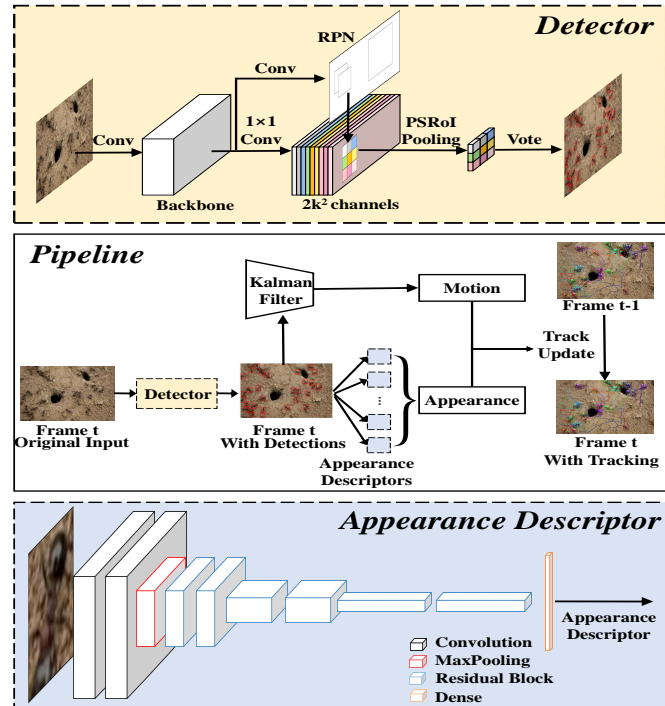 Detector
RPN
Conv
Conv
1×1
Conv
PSRoI
Pooling
Vote
Backbone
2k² channels
Pipeline
Kalman
Filter
Motion
Frame t-1
Track
Update
Detector
Appearance
Frame t
Original Input
Frame t
With Detections
Appearance
Descriptors
Frame t
With Tracking
Appearance Descriptor
Appearance
Descriptor
Convolution
MaxPooling
Residual Block
Dense